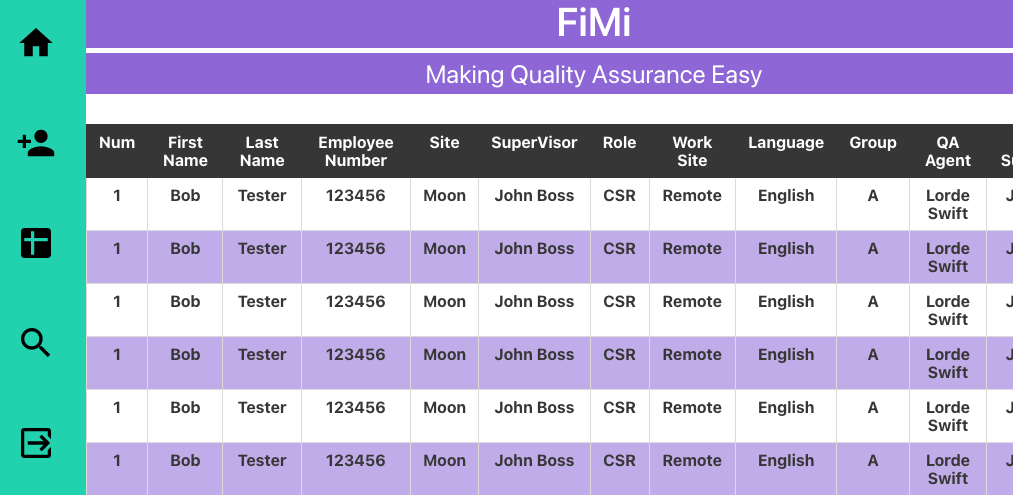 FiMi
Making Quality Assurance Easy
Num First Name Last Name Employee Number Site SuperVisor Role Work Site Language Group QA Agent
1 Bob Tester 123456 Moon John Boss CSR Remote English A Lorde Swift
1 Bob Tester 123456 Moon John Boss CSR Remote English A Lorde Swift
1 Bob Tester 123456 Moon John Boss CSR Remote English A Lorde Swift
1 Bob Tester 123456 Moon John Boss CSR Remote English A Lorde Swift
1 Bob Tester 123456 Moon John Boss CSR Remote English A Lorde Swift
1 Bob Tester 123456 Moon John Boss CSR Remote English A Lorde Swift